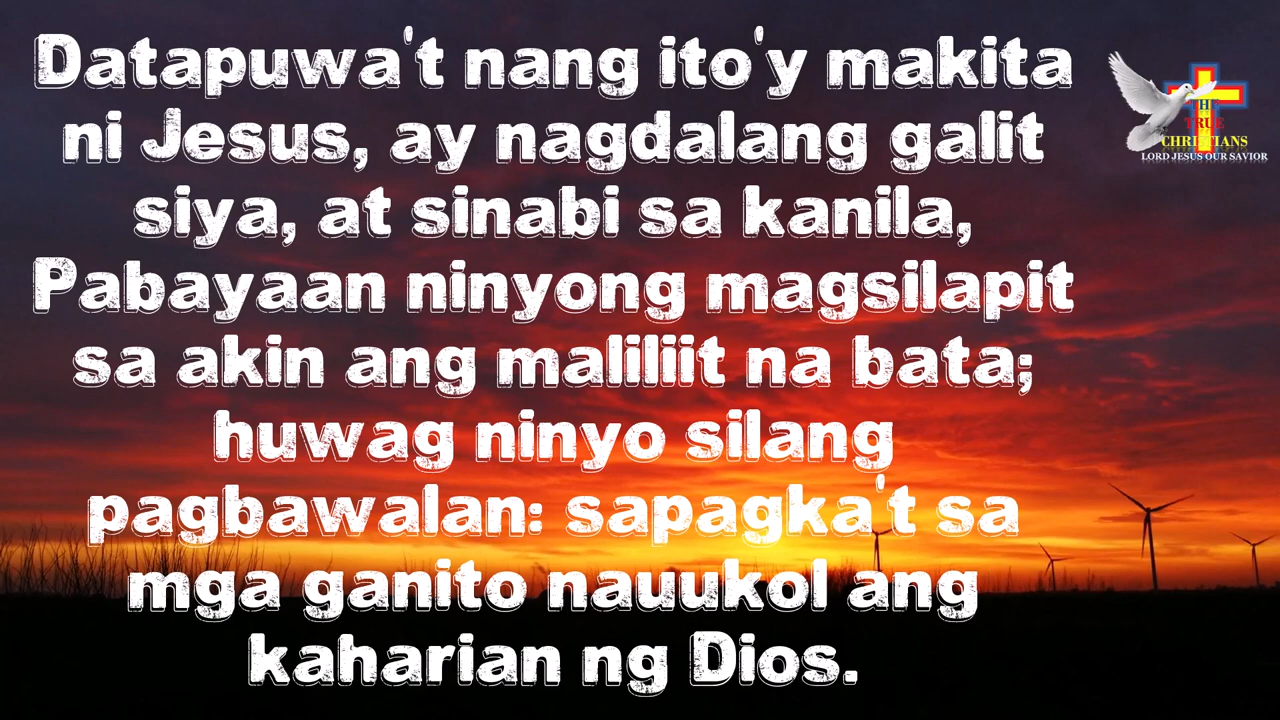 Datapuwa't nang ito'y makita
ni Jesus, ay nagdalang galit
siya, at sinabi sa kanila,
Pabayaan ninyong magsilapit
sa akin ang maliliit na bata;
huwag ninyo silang
pagbawalan: sapagka't sa
mga ganito nauukol ang
kaharian ng Dios.
THE
TRUE
CHRISTIANS
LORD JESUS OUR SAVIOR